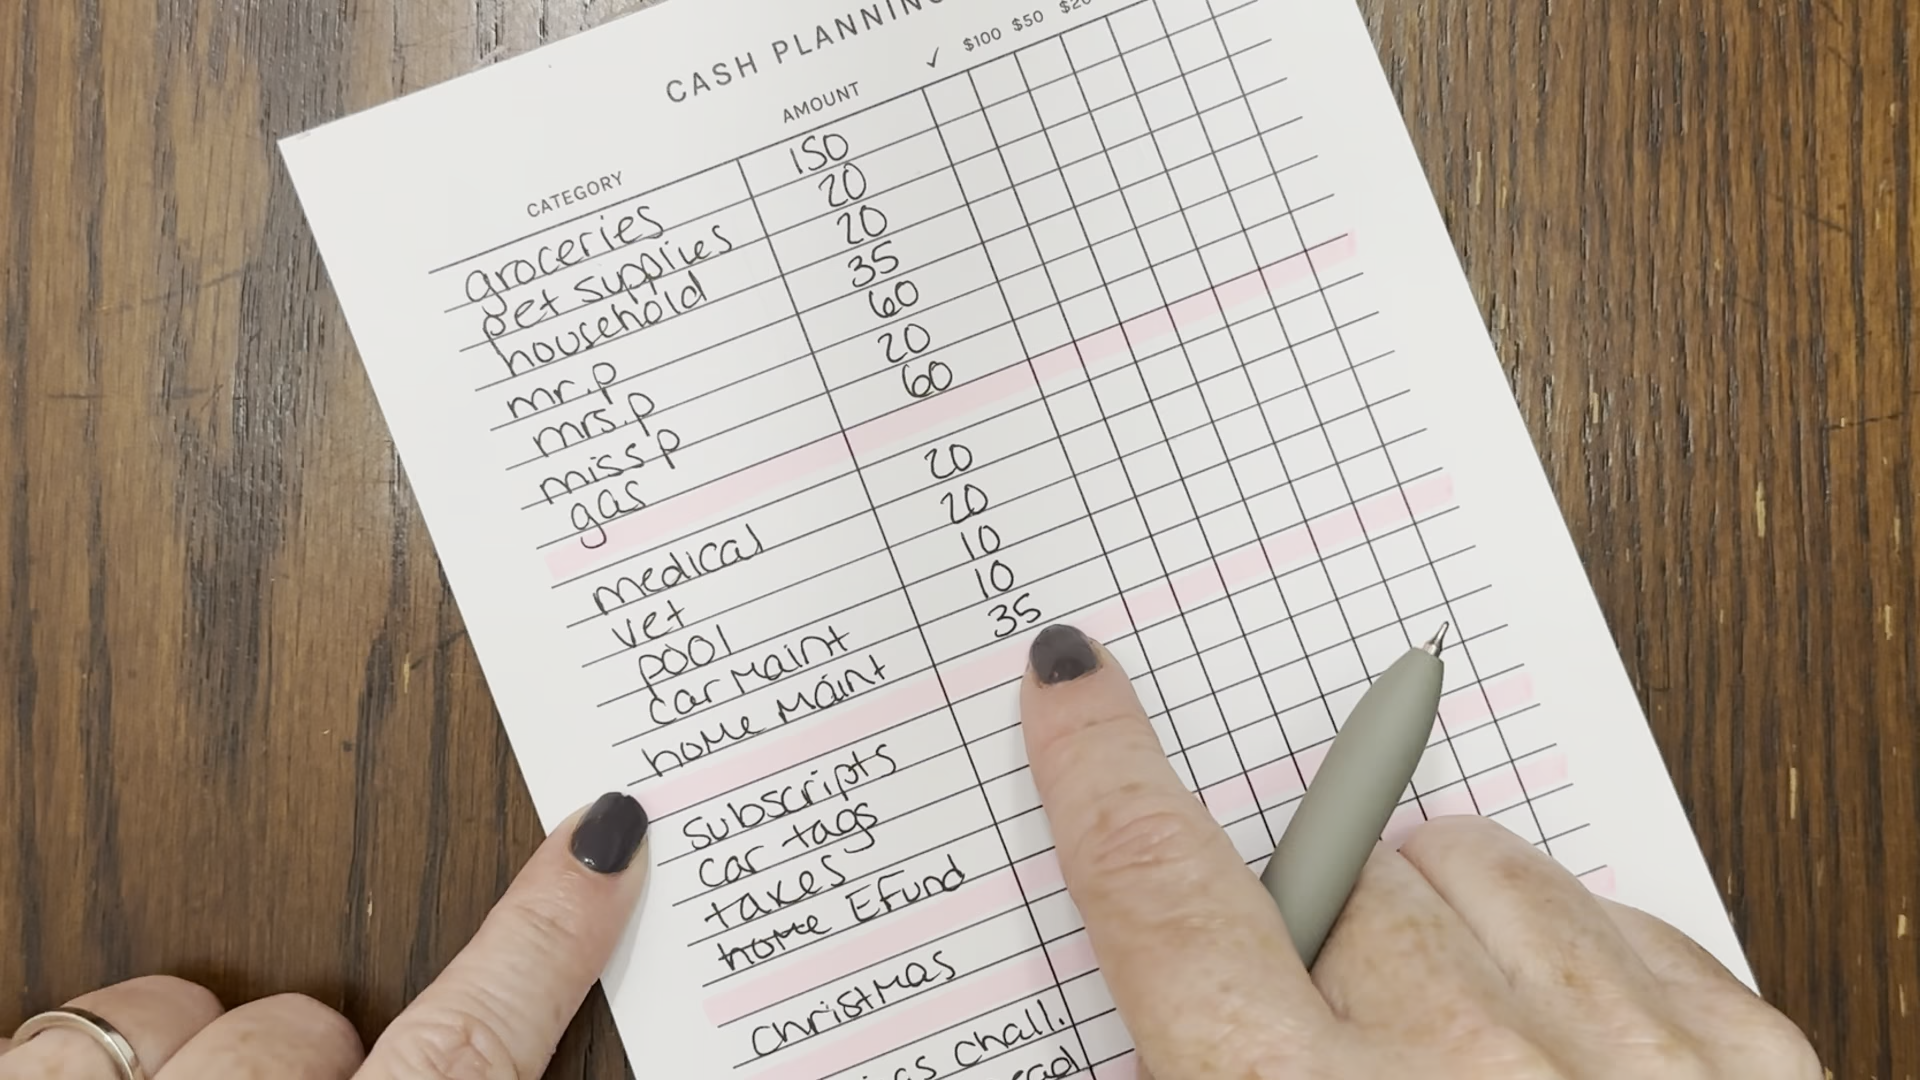 CASH PLANNING
CATEGORY AMOUNT ✓ $100 $50 $20
groceries 150
pet supplies 20
household 20
mr.p 35
mrs.p 60
miss p 20
gas 60
medical 20
vet 20
pool 10
car maint 10
home maint 35
subscripts
car tags
taxes
home EFund
christmas
chall.